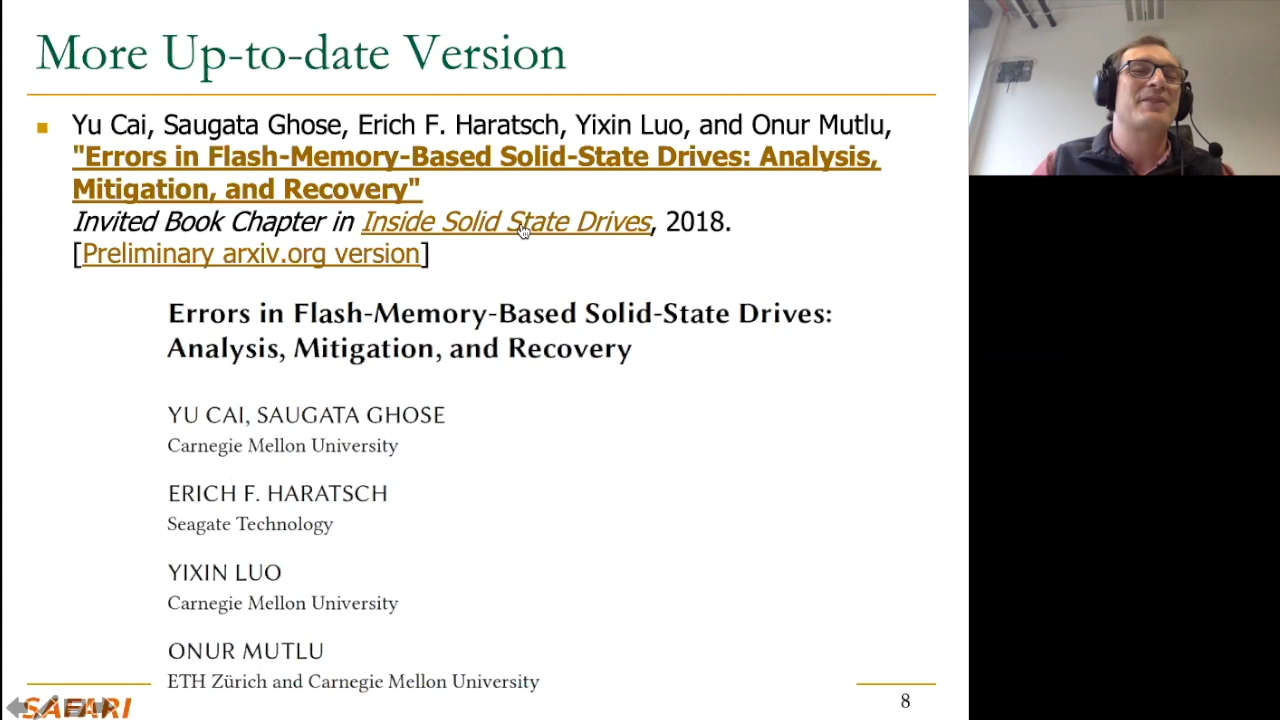 More Up-to-date Version
Yu Cai, Saugata Ghose, Erich F. Haratsch, Yixin Luo, and Onur Mutlu,
"Errors in Flash-Memory-Based Solid-State Drives: Analysis,
Mitigation, and Recovery"
Invited Book Chapter in Inside Solid State Drives, 2018.
[Preliminary arxiv.org version]
Errors in Flash-Memory-Based Solid-State Drives:
Analysis, Mitigation, and Recovery
YU CAI, SAUGATA GHOSE
Carnegie Mellon University
ERICH F. HARATSCH
Seagate Technology
YIXIN LUO
Carnegie Mellon University
ONUR MUTLU
ETH Zürich and Carnegie Mellon University
SAFARI
8